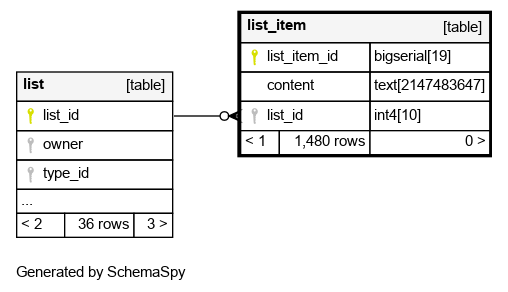 list_item [table]
list_item_id bigserial[19]
content text[2147483647]
list_id int4[10]
< 1 1,480 rows 0 >
list [table]
list_id
owner
type_id
...
< 2 36 rows 3 >
Generated by SchemaSpy